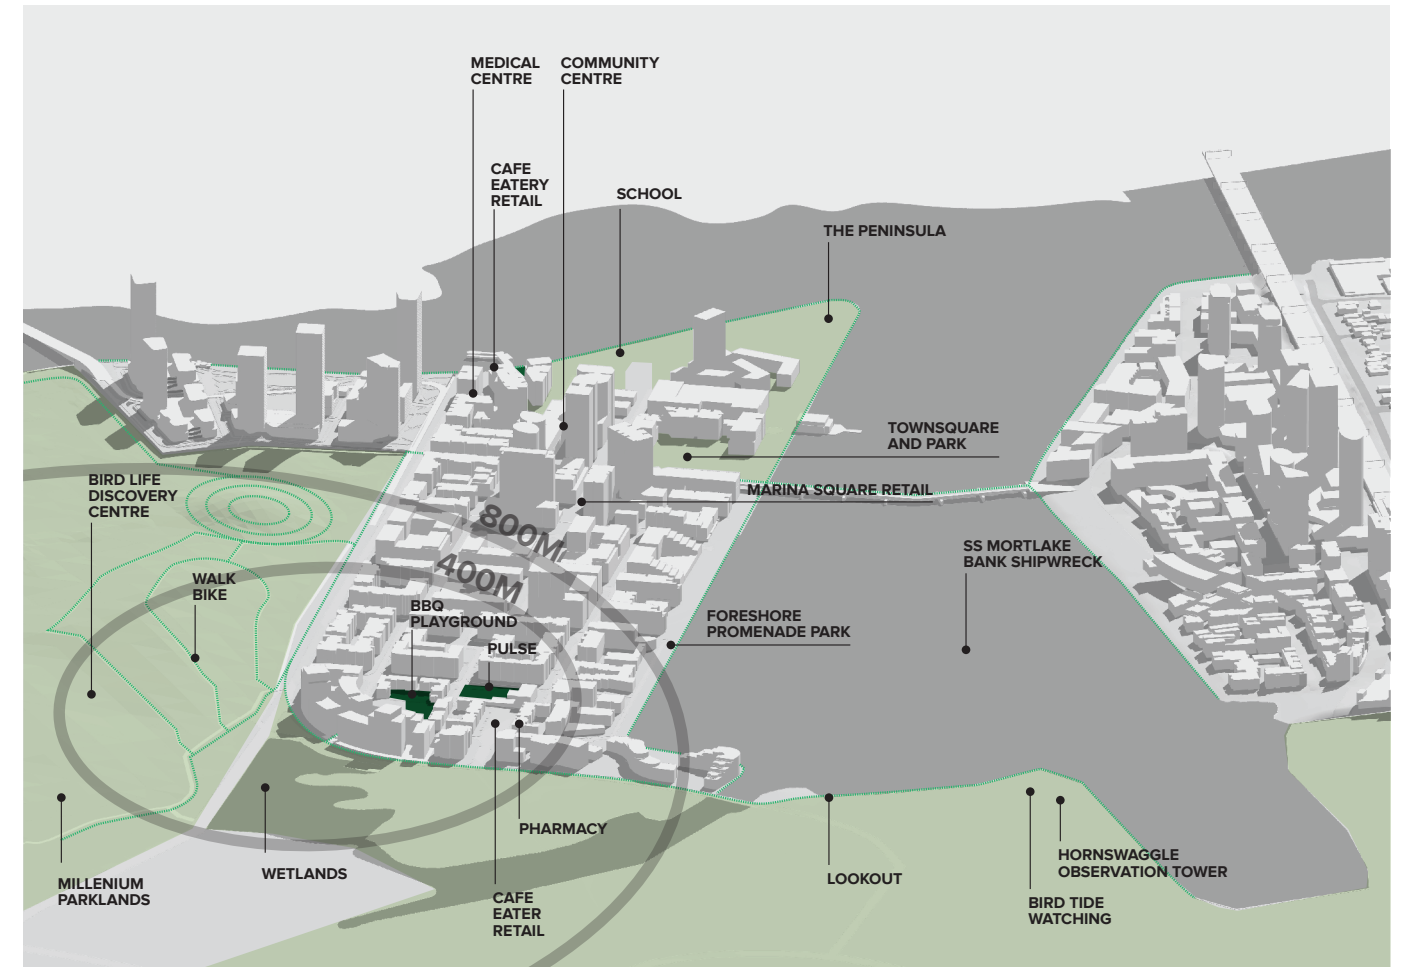 MEDICAL
CENTRE
COMMUNITY
CENTRE
CAFE
EATERY
RETAIL
SCHOOL
THE PENINSULA
TOWNSQUARE
AND PARK
BIRD LIFE
DISCOVERY
CENTRE
MARINA SQUARE RETAIL
800M
400M
SS MORTLAKE
BANK SHIPWRECK
WALK
BIKE
BBQ
PLAYGROUND
FORESHORE
PROMENADE PARK
PULSE
PHARMACY
HORNSWAGGLE
OBSERVATION TOWER
WETLANDS
LOOKOUT
MILLENIUM
PARKLANDS
CAFE
EATER
RETAIL
BIRD TIDE
WATCHING